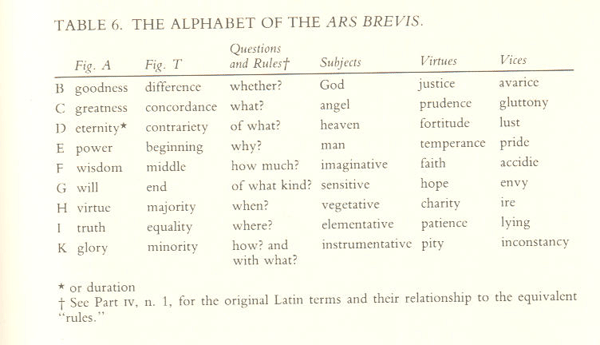 TABLE 6. THE ALPHABET OF THE ARS BREVIS.
Questions
Fig. A Fig. T and Rules† Subjects Virtues Vices
B goodness difference whether? God justice avarice
C greatness concordance what? angel prudence gluttony
D eternity* contrariety of what? heaven fortitude lust
E power beginning why? man temperance pride
F wisdom middle how much? imaginative faith accidie
G will end of what kind? sensitive hope envy
H virtue majority when? vegetative charity ire
I truth equality where? elementative patience lying
K glory minority how? and instrumentative pity inconstancy
with what?
* or duration
† See Part IV, n. 1, for the original Latin terms and their relationship to the equivalent
"rules."